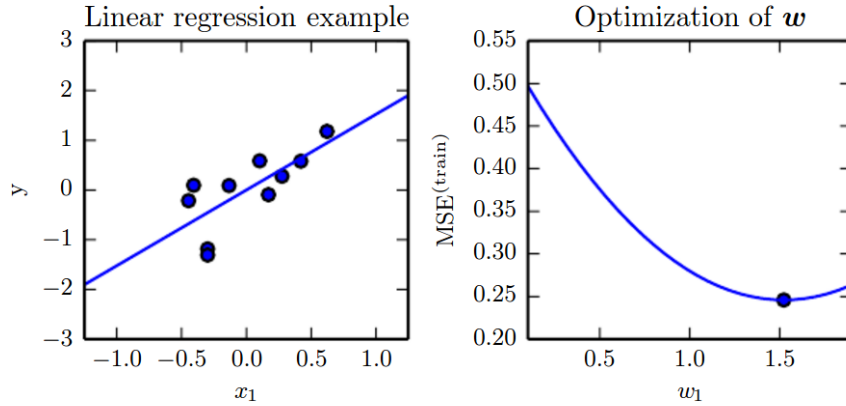 Linear regression example
3
2
1
0
−1
−2
−3
y
−1.0 −0.5 0.0 0.5 1.0
x₁
Optimization of w
0.55
0.50
0.45
0.40
0.35
0.30
0.25
0.20
MSE⁽ᵗʳᵃⁱⁿ⁾
0.5 1.0 1.5
w₁